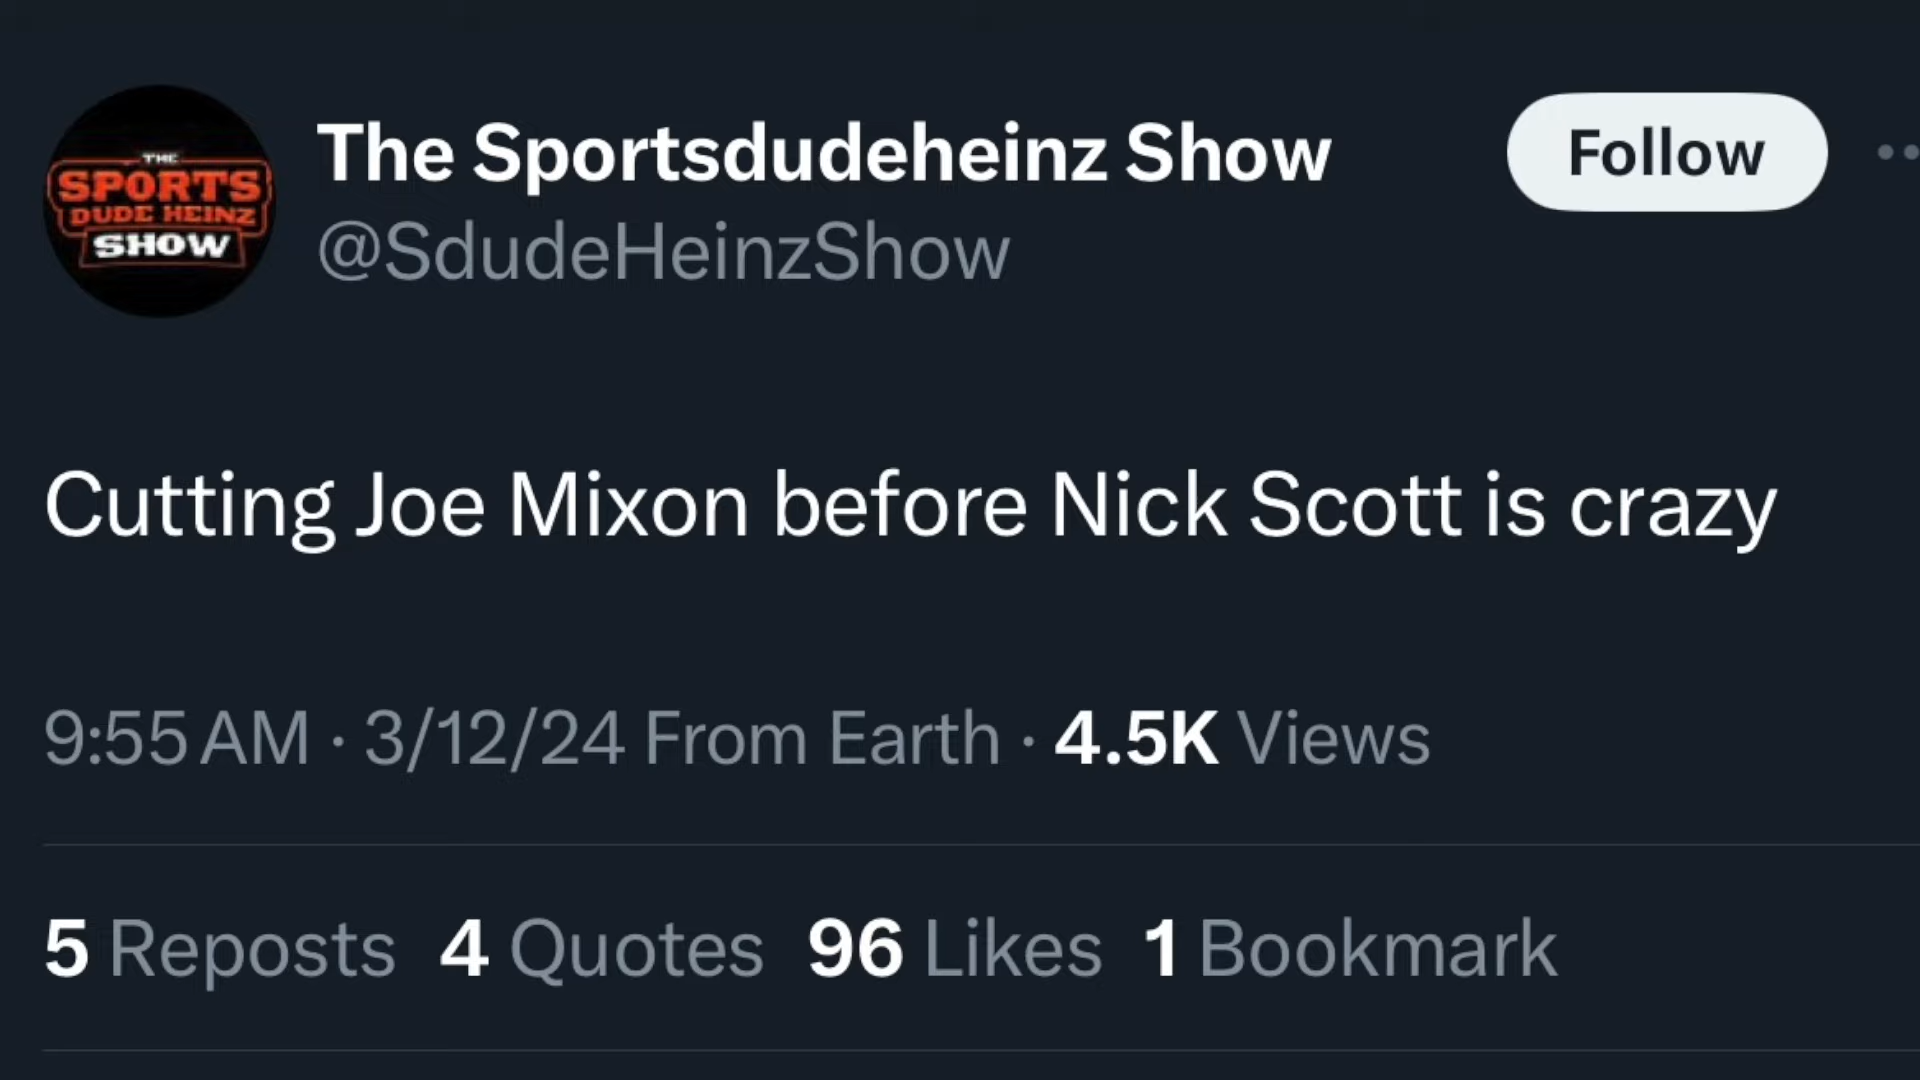 THE
SPORTS
DUDE HEINZ
SHOW
The Sportsdudeheinz Show
@SdudeHeinzShow
Follow
Cutting Joe Mixon before Nick Scott is crazy
9:55 AM · 3/12/24 From Earth · 4.5K Views
5 Reposts 4 Quotes 96 Likes 1 Bookmark